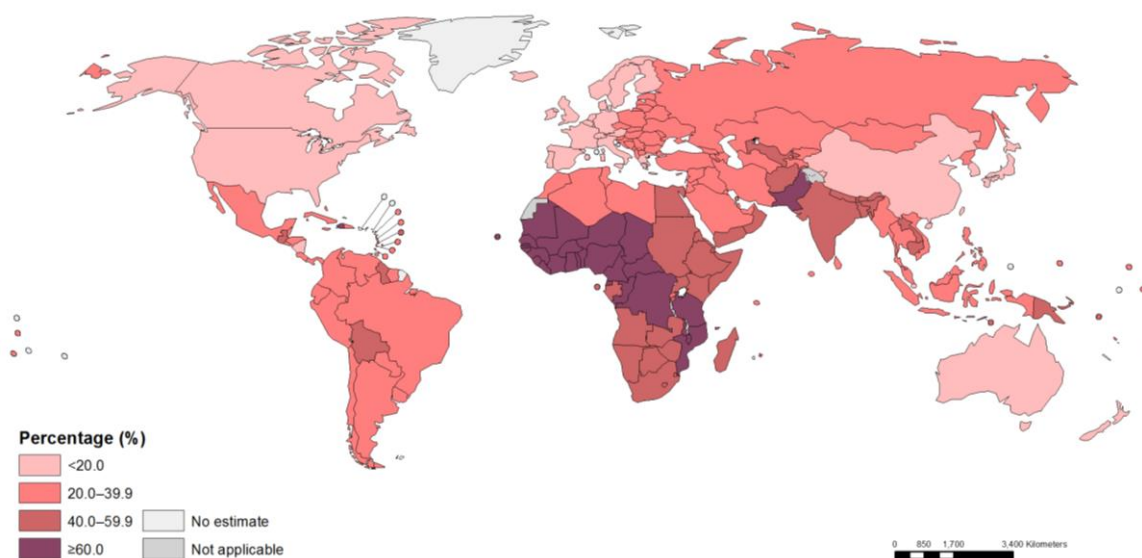 Percentage (%)
<20.0
20.0–39.9
40.0–59.9
≥60.0
No estimate
Not applicable
0 850 1,700 3,400 Kilometers